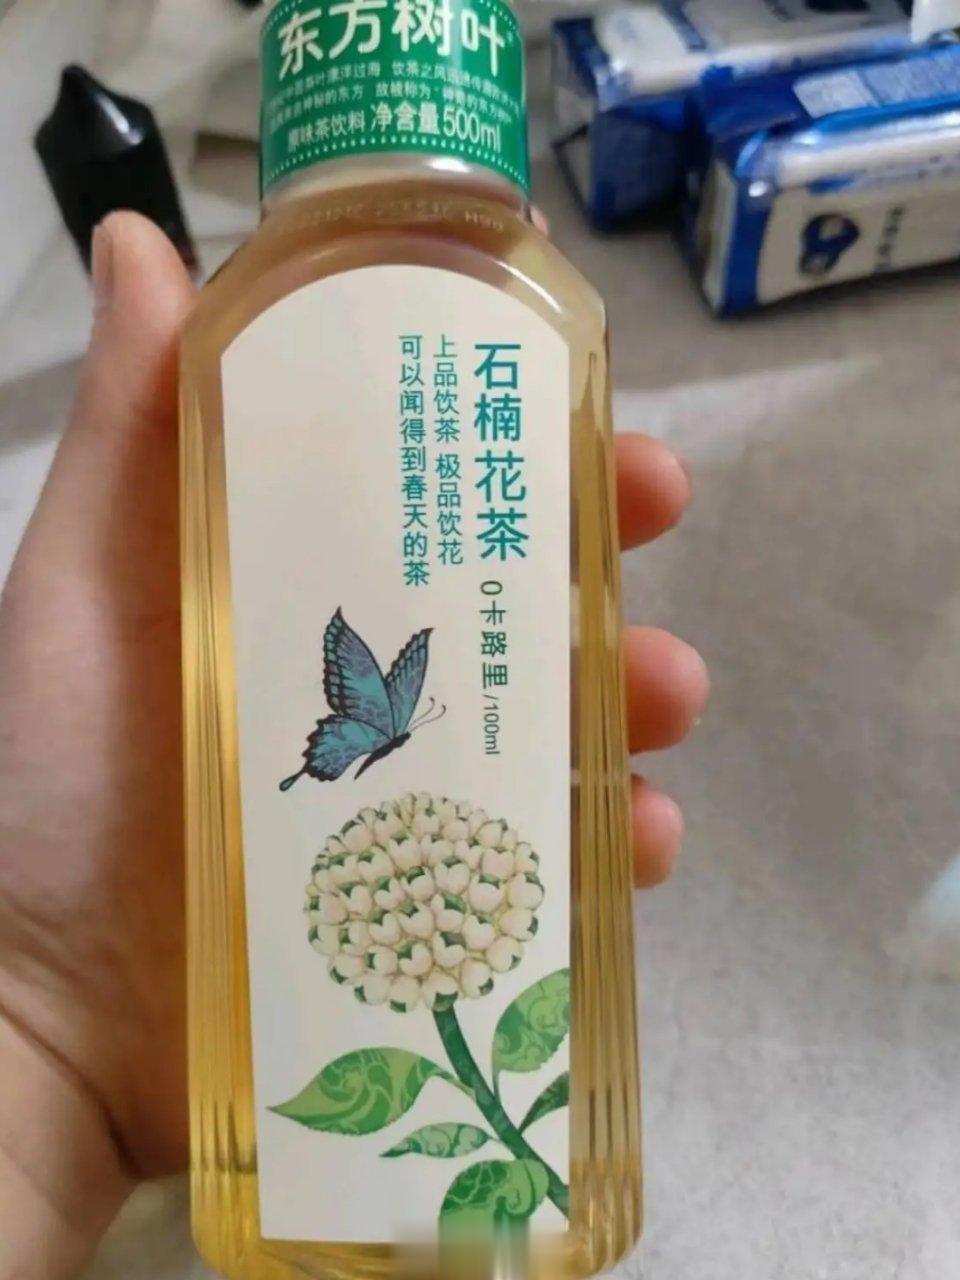 东方树叶
原味茶饮料 净含量500ml
石楠花茶
0卡路里/100ml
上品饮茶 极品饮花
可以闻得到春天的茶